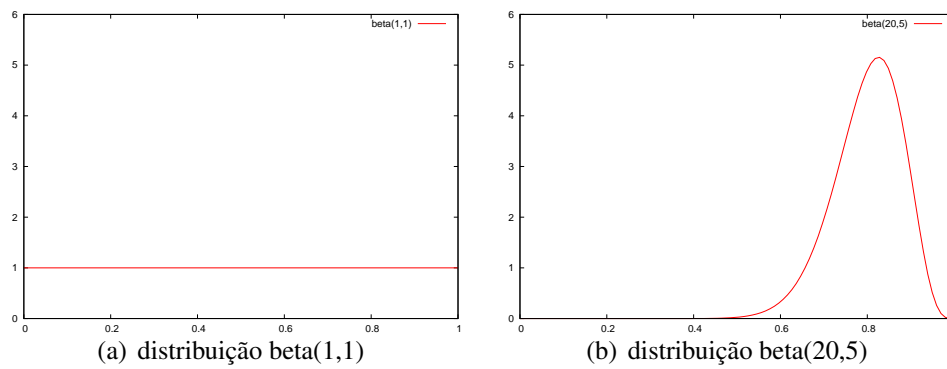 6
5
4
3
2
1
0
beta(1,1)
0 0.2 0.4 0.6 0.8 1
(a) distribuição beta(1,1)
6
5
4
3
2
1
0
beta(20,5)
0 0.2 0.4 0.6 0.8
(b) distribuição beta(20,5)